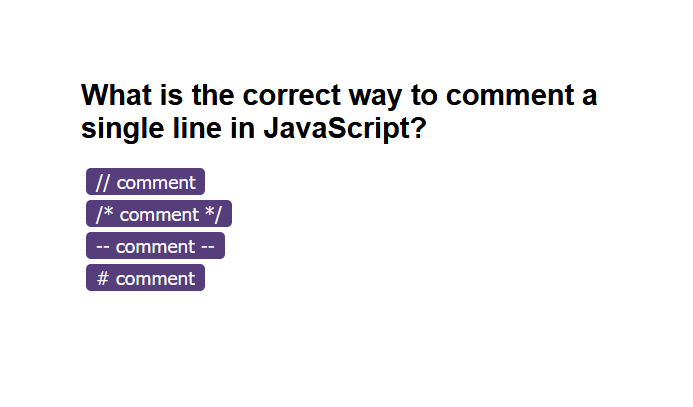 What is the correct way to comment a
single line in JavaScript?
// comment
/* comment */
-- comment --
# comment